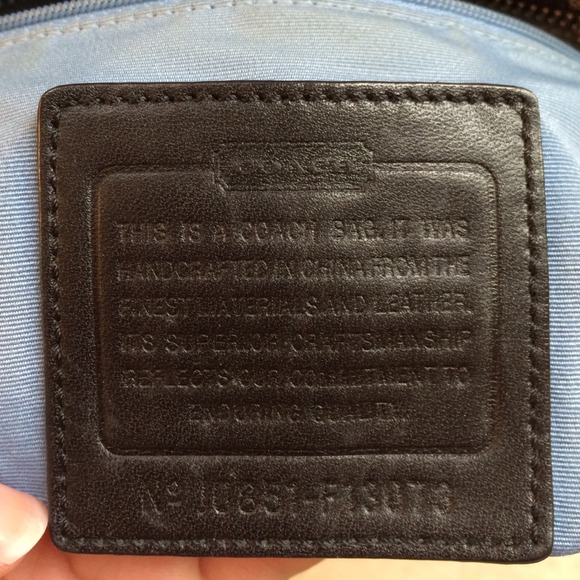 COACH
THIS IS A COACH BAG. IT WAS
HANDCRAFTED IN CHINA FROM THE
FINEST MATERIALS AND LEATHER.
ITS SUPERIOR CRAFTSMANSHIP
REFLECTS OUR COMMITMENT TO
ENDURING QUALITY.
Nº